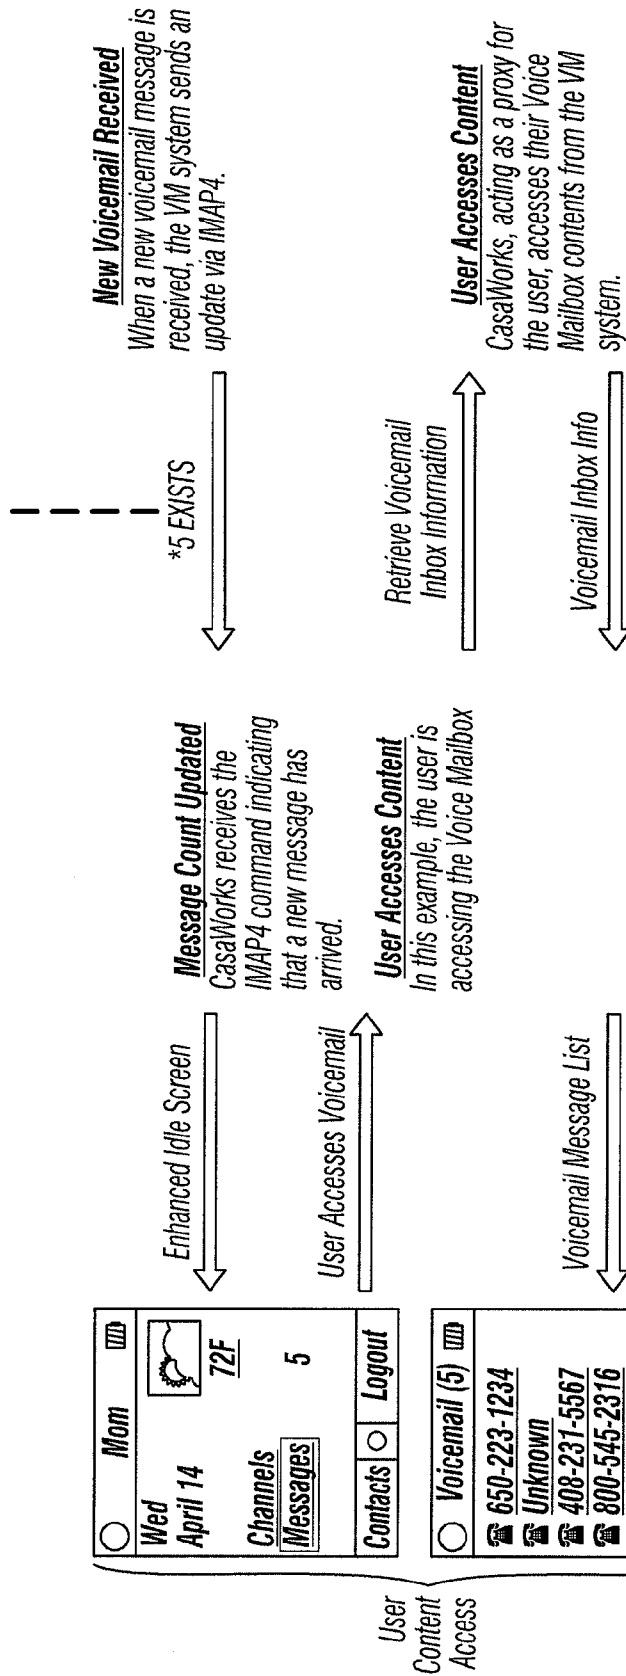 User
Content
Access
Mom
Wed
April 14
72F
Channels
Messages 5
Contacts Logout
Voicemail (5)
650-223-1234
Unknown
408-231-5567
800-545-2316
Enhanced Idle Screen
User Accesses Voicemail
Voicemail Message List
Message Count Updated
CasaWorks receives the
IMAP4 command indicating
that a new message has
arrived.
User Accesses Content
In this example, the user is
accessing the Voice Mailbox
*5 EXISTS
Retrieve Voicemail
Inbox Information
Voicemail Inbox Info
New Voicemail Received
When a new voicemail message is
received, the VM system sends an
update via IMAP4.
User Accesses Content
CasaWorks, acting as a proxy for
the user, accesses their Voice
Mailbox contents from the VM
system.